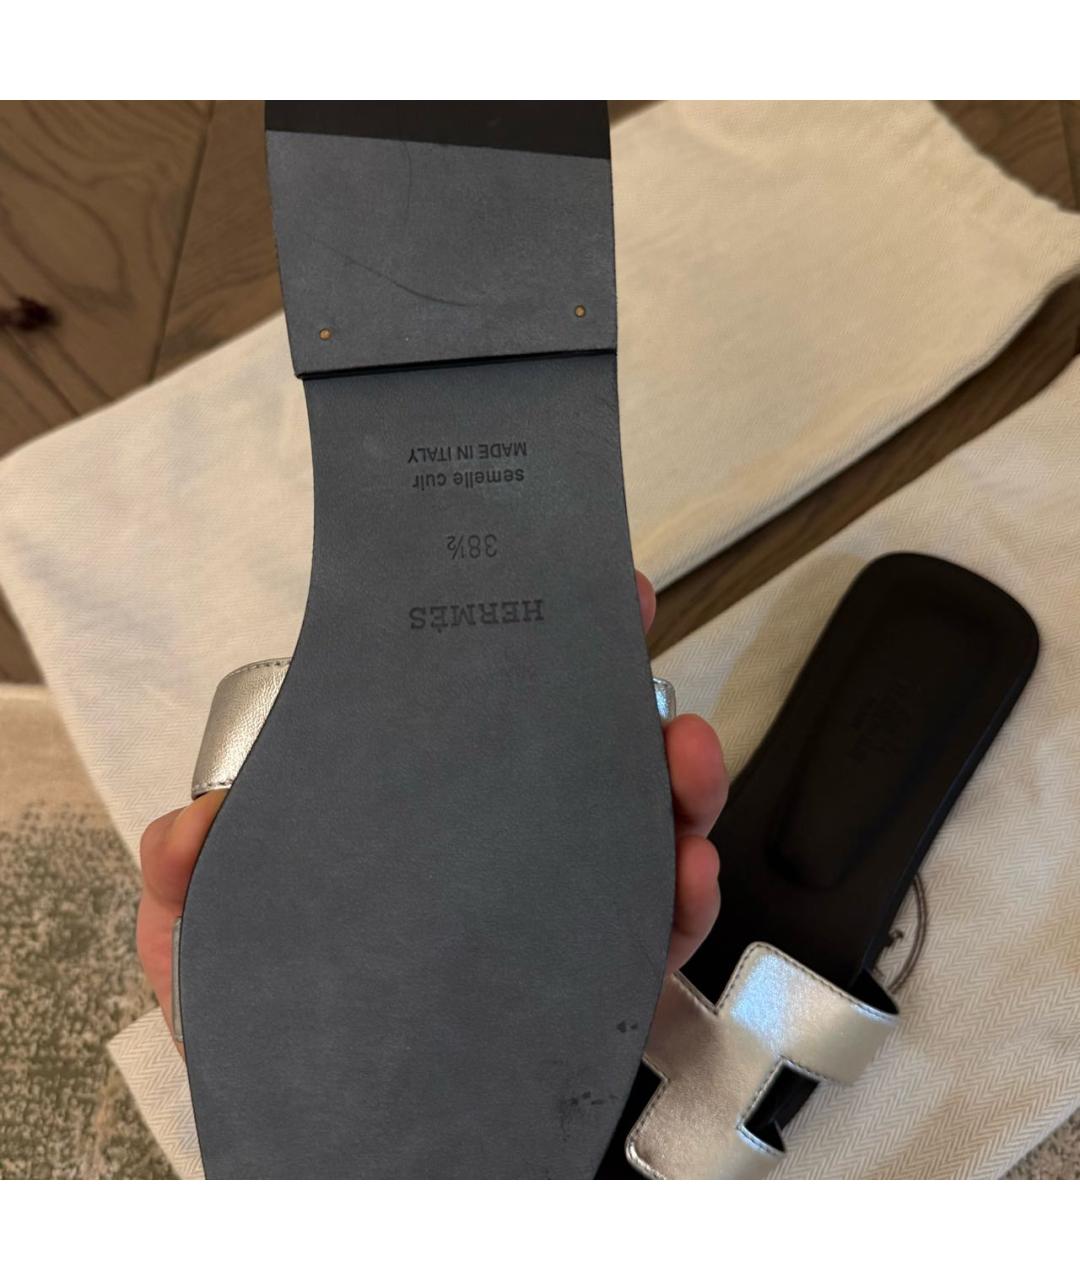 HERMÈS
38½
semelle cuir
MADE IN ITALY